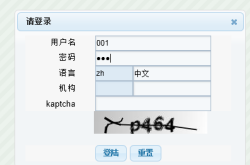 请登录
用户名 001
密码 •••
语言 zh 中文
机构
kaptcha
p464
登陆 重置